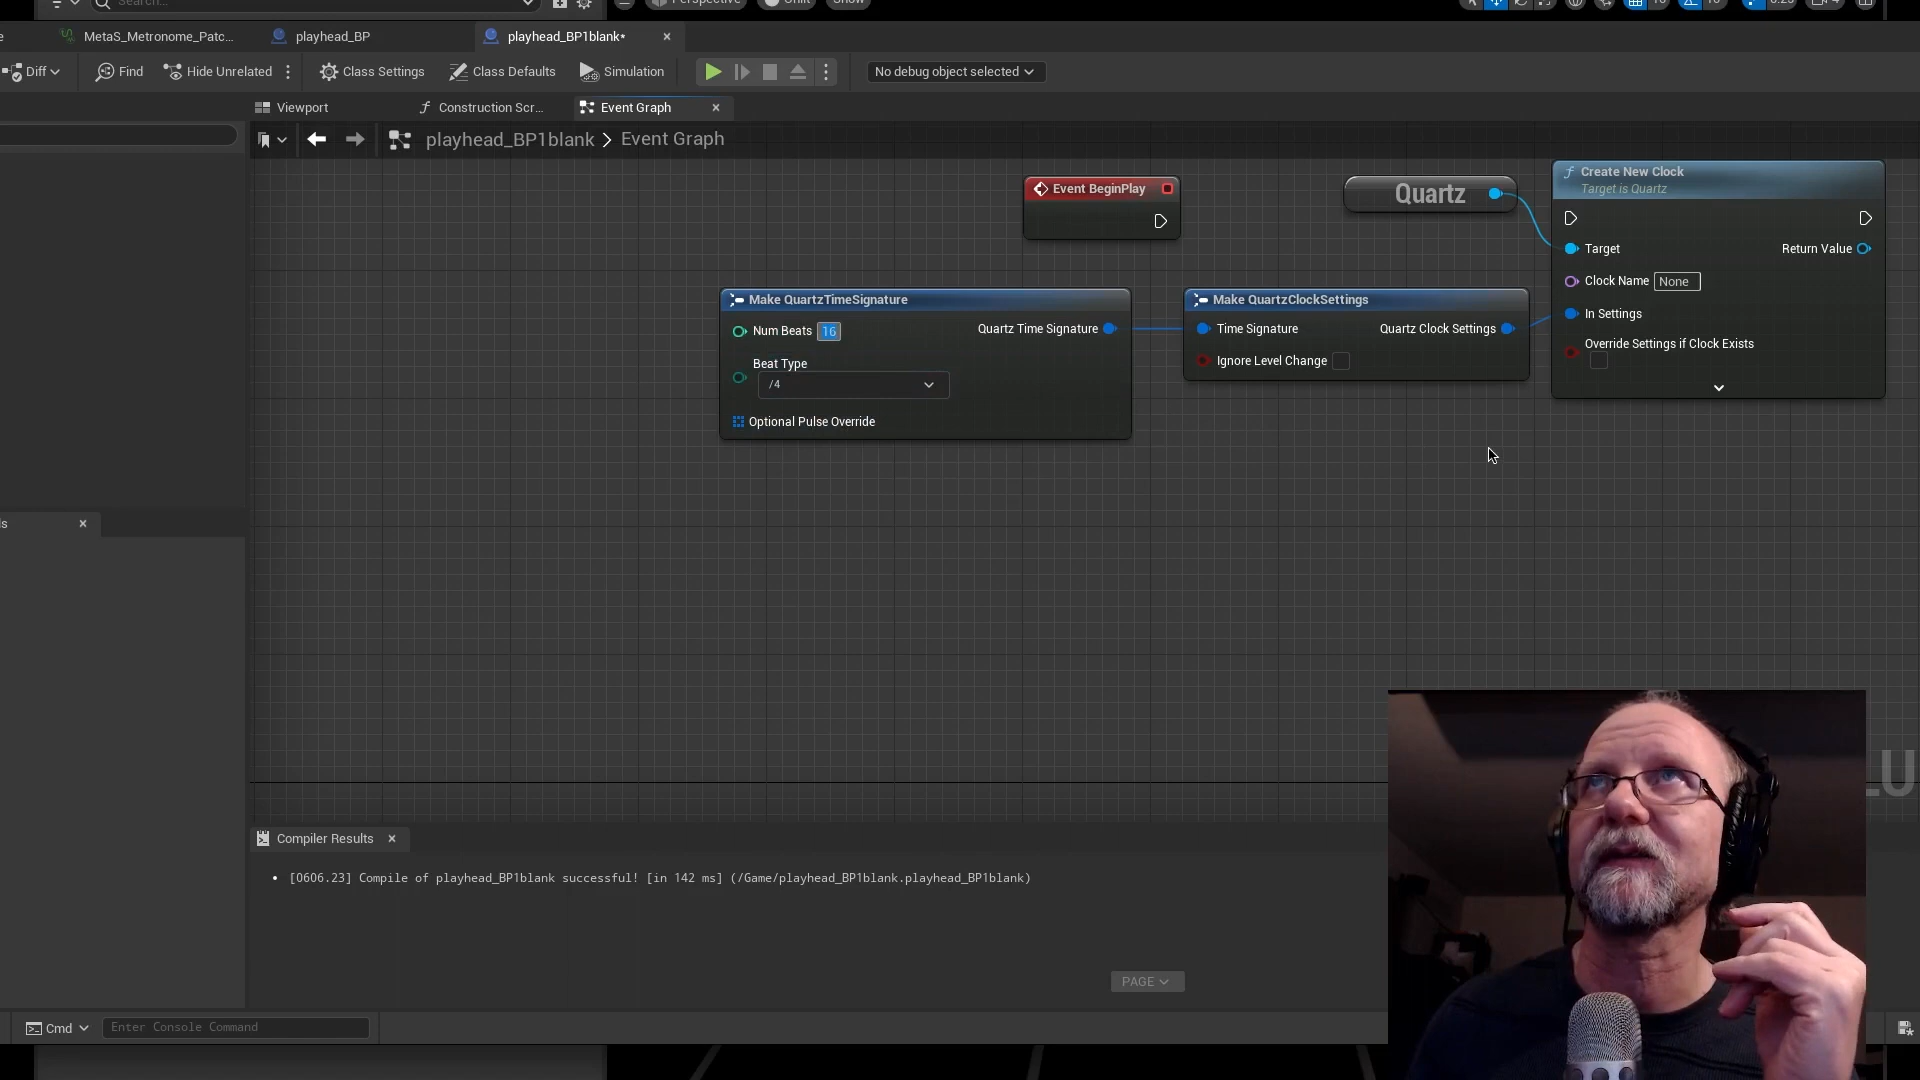 Search...
Perspective
Unlit
Show
MetaS_Metronome_Patc...
playhead_BP
playhead_BP1blank*
Diff
Find
Hide Unrelated
Class Settings
Class Defaults
Simulation
No debug object selected
Viewport
Construction Scr...
Event Graph
playhead_BP1blank > Event Graph
Event BeginPlay
Quartz
Create New Clock
Target is Quartz
Target
Return Value
Clock Name None
In Settings
Override Settings if Clock Exists
Make QuartzTimeSignature
Num Beats 16
Quartz Time Signature
Beat Type
/4
Optional Pulse Override
Make QuartzClockSettings
Time Signature
Quartz Clock Settings
Ignore Level Change
Compiler Results
[0606.23] Compile of playhead_BP1blank successful! [in 142 ms] (/Game/playhead_BP1blank.playhead_BP1blank)
PAGE
Cmd
Enter Console Command